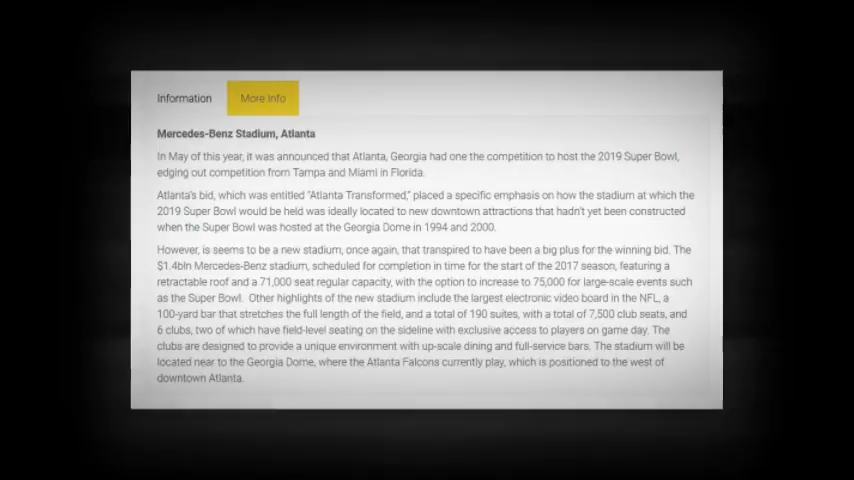 Information More Info
Mercedes-Benz Stadium, Atlanta
In May of this year, it was announced that Atlanta, Georgia had one the competition to host the 2019 Super Bowl,
edging out competition from Tampa and Miami in Florida.
Atlanta's bid, which was entitled "Atlanta Transformed," placed a specific emphasis on how the stadium at which the
2019 Super Bowl would be held was ideally located to new downtown attractions that hadn't yet been constructed
when the Super Bowl was hosted at the Georgia Dome in 1994 and 2000.
However, is seems to be a new stadium, once again, that transpired to have been a big plus for the winning bid. The
$1.4bln Mercedes-Benz stadium, scheduled for completion in time for the start of the 2017 season, featuring a
retractable roof and a 71,000 seat regular capacity, with the option to increase to 75,000 for large-scale events such
as the Super Bowl. Other highlights of the new stadium include the largest electronic video board in the NFL, a
100-yard bar that stretches the full length of the field, and a total of 190 suites, with a total of 7,500 club seats, and
6 clubs, two of which have field-level seating on the sideline with exclusive access to players on game day. The
clubs are designed to provide a unique environment with up-scale dining and full-service bars. The stadium will be
located near to the Georgia Dome, where the Atlanta Falcons currently play, which is positioned to the west of
downtown Atlanta.